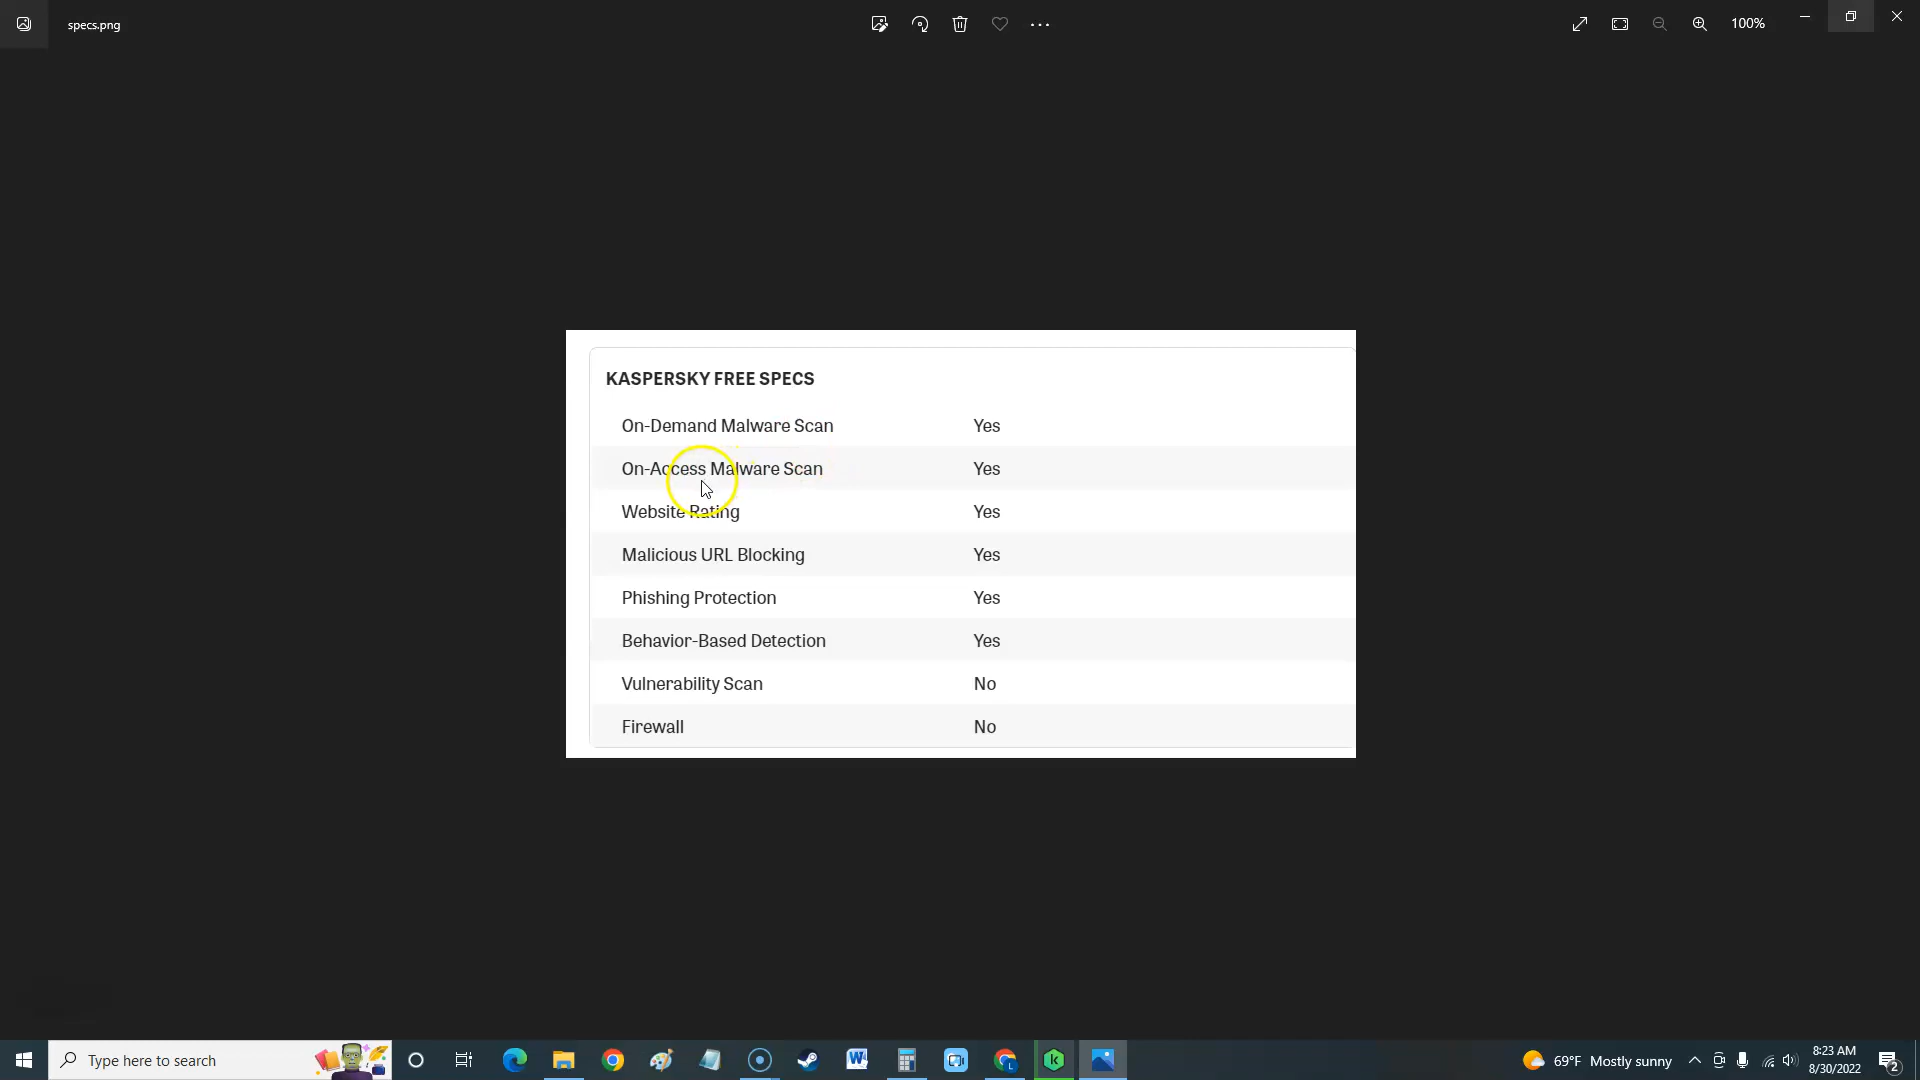 specs.png
100%
KASPERSKY FREE SPECS
On-Demand Malware Scan Yes
On-Access Malware Scan Yes
Website Rating Yes
Malicious URL Blocking Yes
Phishing Protection Yes
Behavior-Based Detection Yes
Vulnerability Scan No
Firewall No
Type here to search
69°F Mostly sunny
8:23 AM
8/30/2022
2